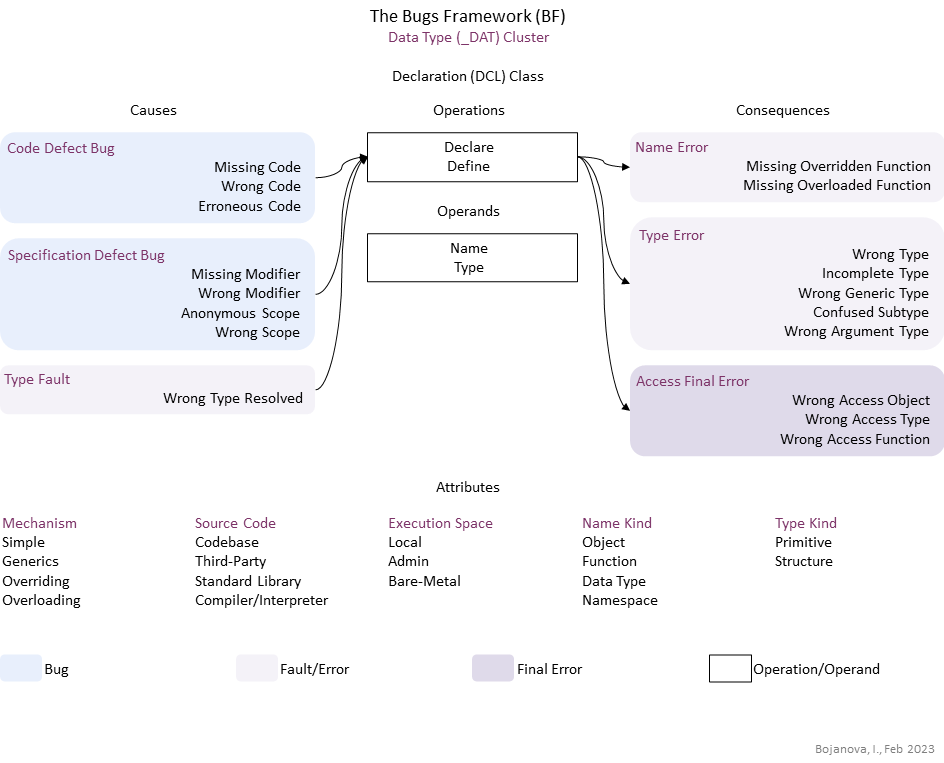 The Bugs Framework (BF)
Data Type (_DAT) Cluster
Declaration (DCL) Class
Causes
Operations
Consequences
Code Defect Bug
Missing Code
Wrong Code
Erroneous Code
Specification Defect Bug
Missing Modifier
Wrong Modifier
Anonymous Scope
Wrong Scope
Type Fault
Wrong Type Resolved
Declare
Define
Operands
Name
Type
Name Error
Missing Overridden Function
Missing Overloaded Function
Type Error
Wrong Type
Incomplete Type
Wrong Generic Type
Confused Subtype
Wrong Argument Type
Access Final Error
Wrong Access Object
Wrong Access Type
Wrong Access Function
Attributes
Mechanism
Simple
Generics
Overriding
Overloading
Source Code
Codebase
Third-Party
Standard Library
Compiler/Interpreter
Execution Space
Local
Admin
Bare-Metal
Name Kind
Object
Function
Data Type
Namespace
Type Kind
Primitive
Structure
Bug
Fault/Error
Final Error
Operation/Operand
Bojanova, I., Feb 2023